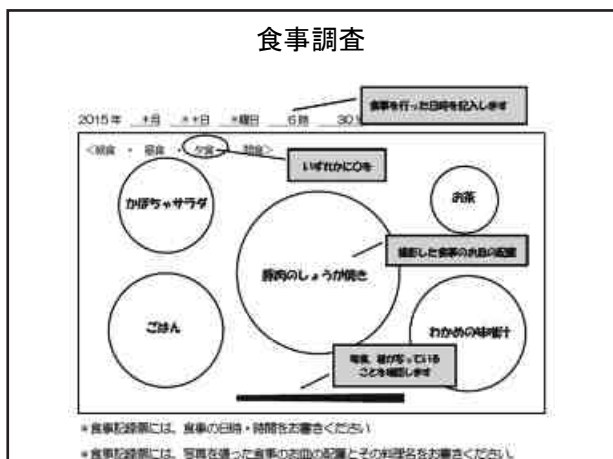 食事調査
食事を行った日時を記入します
2015年 *月 **日 *曜日 6時 30
<朝食 ・ 昼食 ・ 夕食 ・ 間食>
いずれかに○を
かぼちゃサラダ
お茶
撮影した食事のお皿の配置
豚肉のしょうが焼き
ごはん
わかめの味噌汁
毎食、箸が写っている
ことを確認します
*食事記録票には、食事の日時・時間をお書きください
*食事記録票には、写真を撮った食事のお皿の配置とその料理名をお書きください。